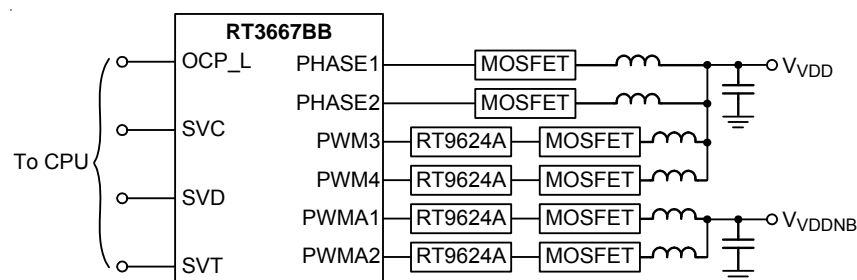 RT3667BB
OCP_L PHASE1 MOSFET V_VDD
PHASE2 MOSFET
SVC
PWM3 RT9624A MOSFET
To CPU
PWM4 RT9624A MOSFET
SVD
PWMA1 RT9624A MOSFET V_VDDNB
PWMA2 RT9624A MOSFET
SVT